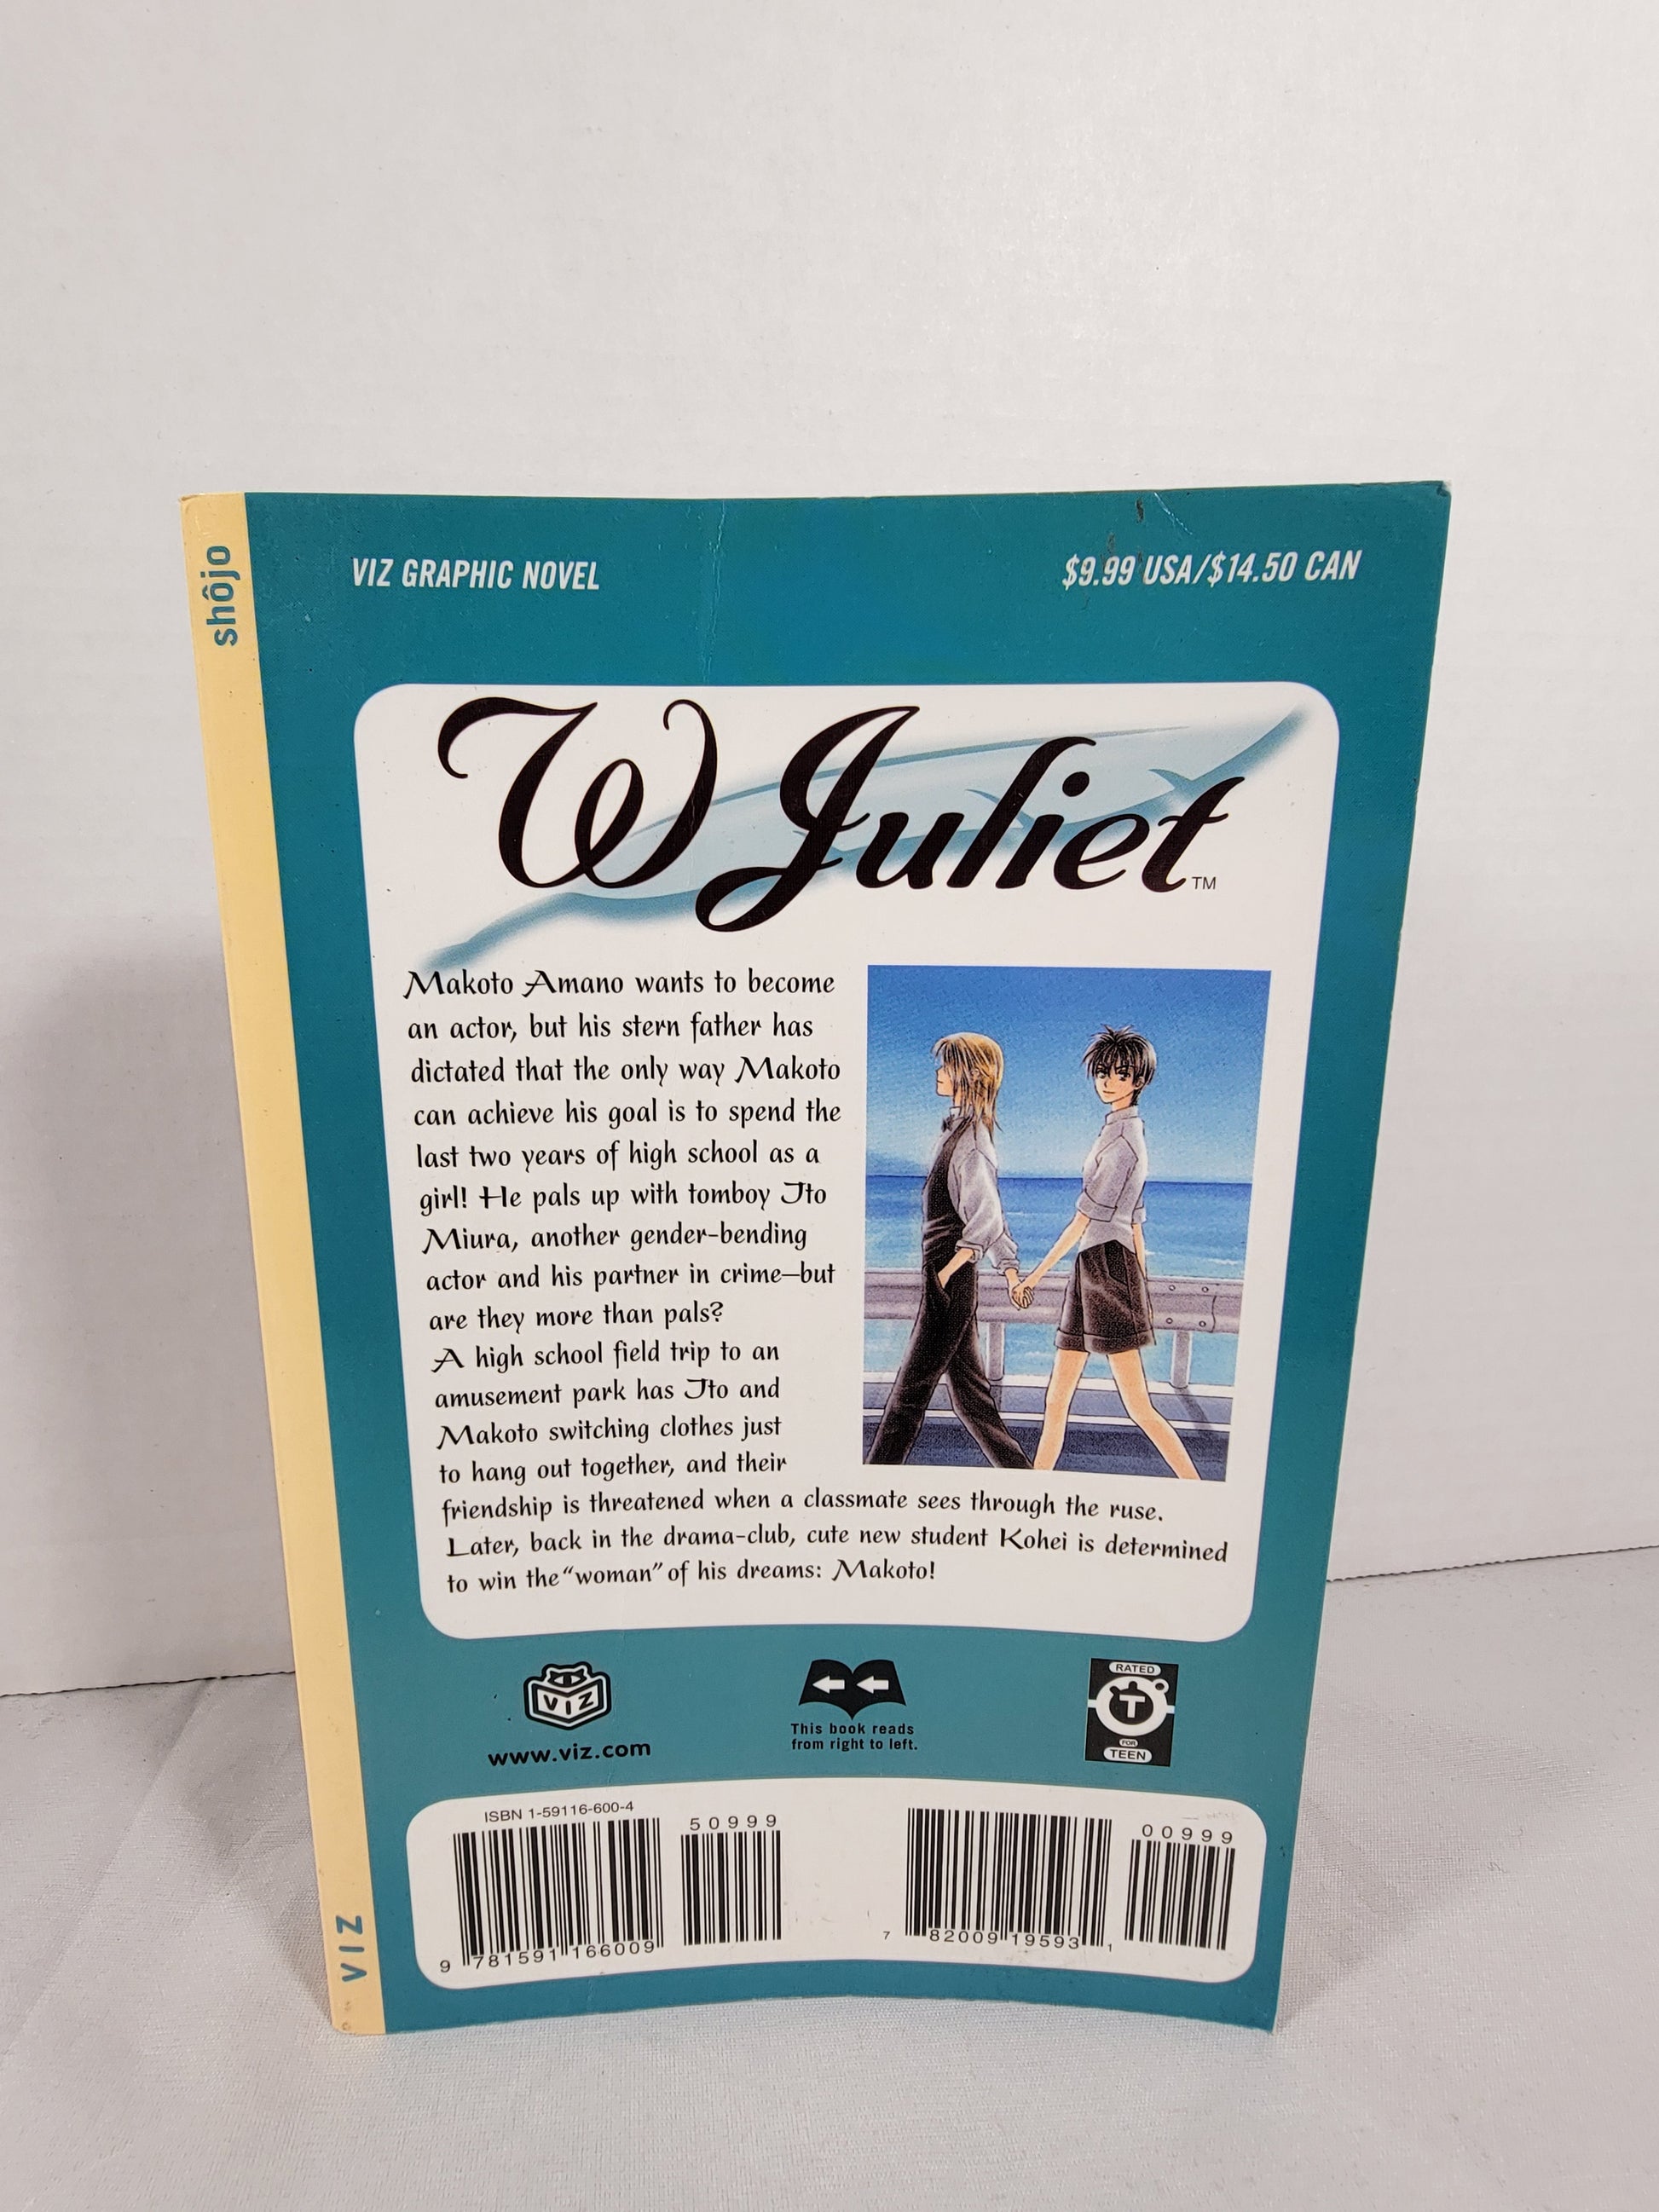 shôjo
VIZ GRAPHIC NOVEL
$9.99 USA/$14.50 CAN
W Juliet™
Makoto Amano wants to become
an actor, but his stern father has
dictated that the only way Makoto
can achieve his goal is to spend the
last two years of high school as a
girl! He pals up with tomboy Ito
Miura, another gender-bending
actor and his partner in crime—but
are they more than pals?
A high school field trip to an
amusement park has Ito and
Makoto switching clothes just
to hang out together, and their
friendship is threatened when a classmate sees through the ruse.
Later, back in the drama-club, cute new student Kohei is determined
to win the "woman" of his dreams: Makoto!
VIZ
www.viz.com
This book reads
from right to left.
RATED
T
FOR
TEEN
ISBN 1-59116-600-4
50999
9 781591 166009
00999
7 82009 19593 1
VIZ